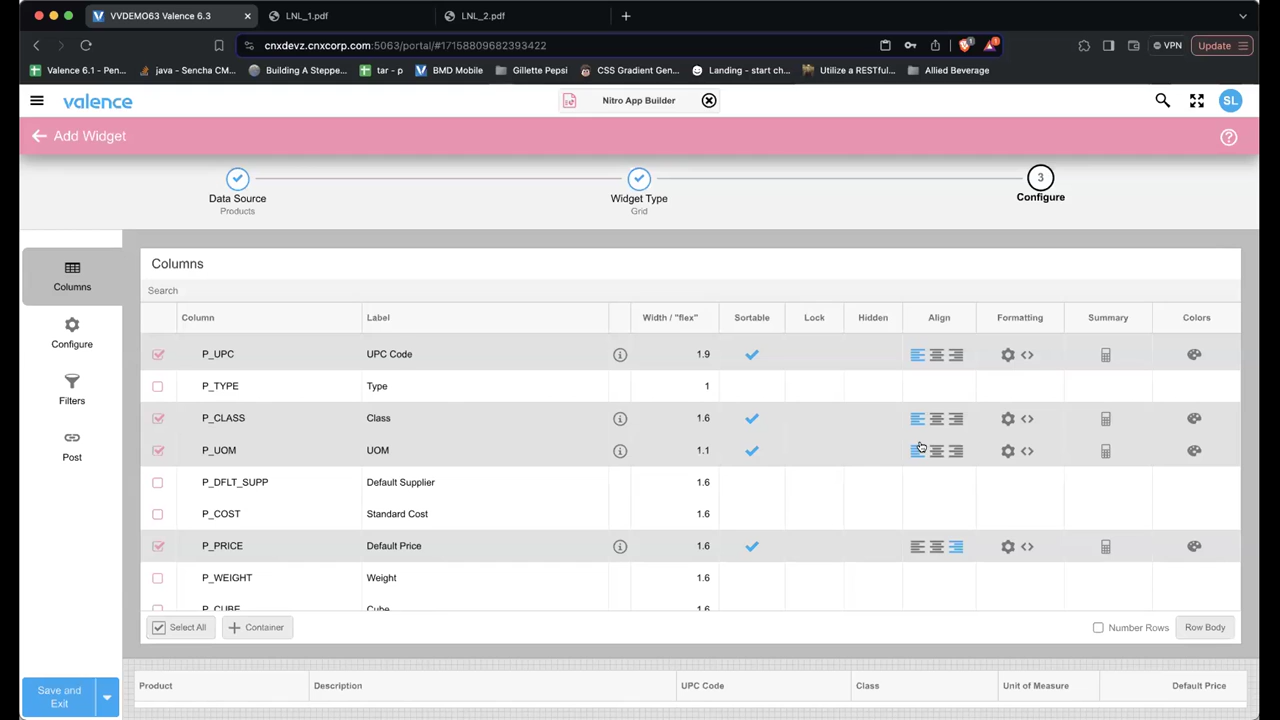 VVDEMO63 Valence 6.3
LNL_1.pdf
LNL_2.pdf
cnxdevz.cnxcorp.com:5063/portal/#17158809682393422
1
VPN
Update
Valence 6.1 - Pen...
java - Sencha CM...
Building A Steppe...
tar - p
BMD Mobile
Gillette Pepsi
CSS Gradient Gen...
Landing - start ch...
Utilize a RESTful...
Allied Beverage
valence
Nitro App Builder
SL
Add Widget
3
Data Source
Widget Type
Configure
Products
Grid
Columns
Configure
Filters
Post
Columns
Search
Column Label Width / "flex" Sortable Lock Hidden Align Formatting Summary Colors
P_UPC UPC Code 1.9
P_TYPE Type 1
P_CLASS Class 1.6
P_UOM UOM 1.1
P_DFLT_SUPP Default Supplier 1.6
P_COST Standard Cost 1.6
P_PRICE Default Price 1.6
P_WEIGHT Weight 1.6
P_CUBE Cube 1.6
Select All
Container
Number Rows
Row Body
Save and
Exit
Product Description UPC Code Class Unit of Measure Default Price